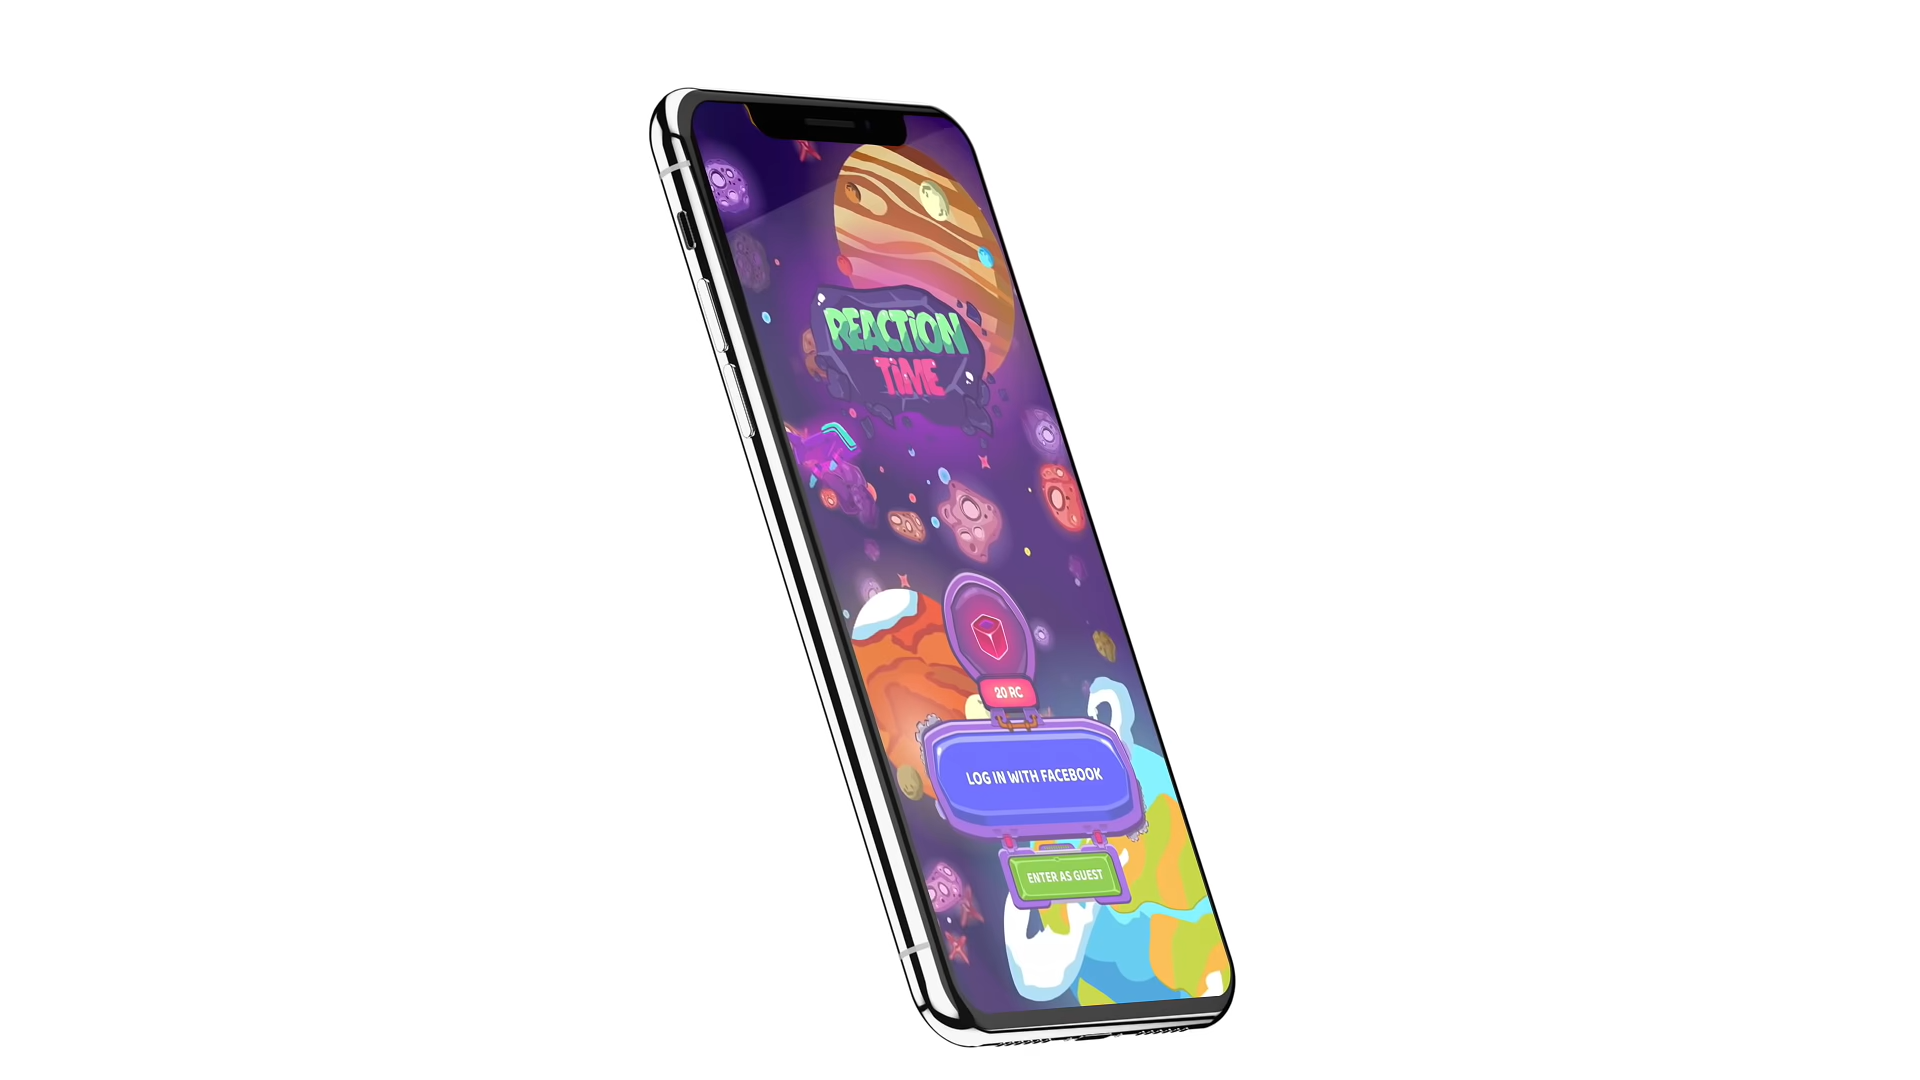 REACTION
TiME
20 RC
LOG IN WITH FACEBOOK
ENTER AS GUEST